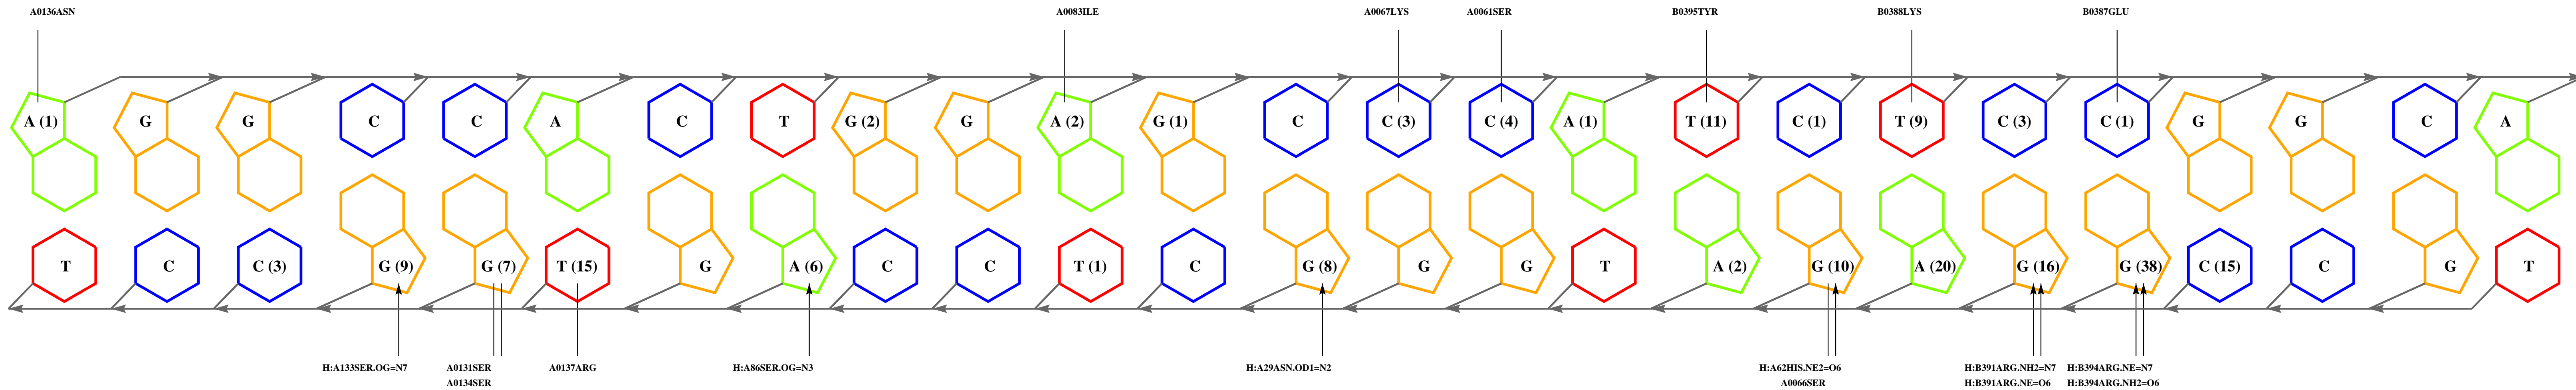 A0136ASN A0083ILE A0067LYS A0061SER B0395TYR B0388LYS B0387GLU
A (1) G G C C A C T G (2) G A (2) G (1) C C (3) C (4) A (1) T (11) C (1) T (9) C (3) C (1) G G C A
T C C (3) G (9) G (7) T (15) G A (6) C C T (1) C G (8) G G T A (2) G (10) A (20) G (16) G (38) C (15) C G T
H:A133SER.OG=N7 A0131SER A0137ARG H:A86SER.OG=N3 H:A29ASN.OD1=N2 H:A62HIS.NE2=O6 H:B391ARG.NH2=N7 H:B394ARG.NE=N7
A0134SER A0066SER H:B391ARG.NE=O6 H:B394ARG.NH2=O6